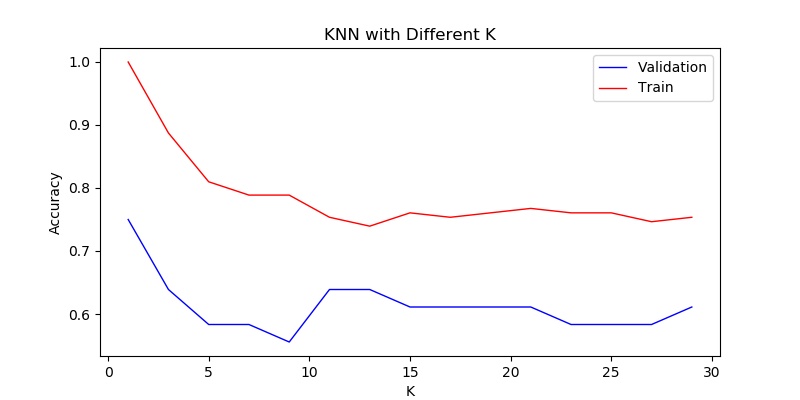 KNN with Different K
Validation
Train
1.0
0.9
0.8
0.7
0.6
Accuracy
0 5 10 15 20 25 30
K